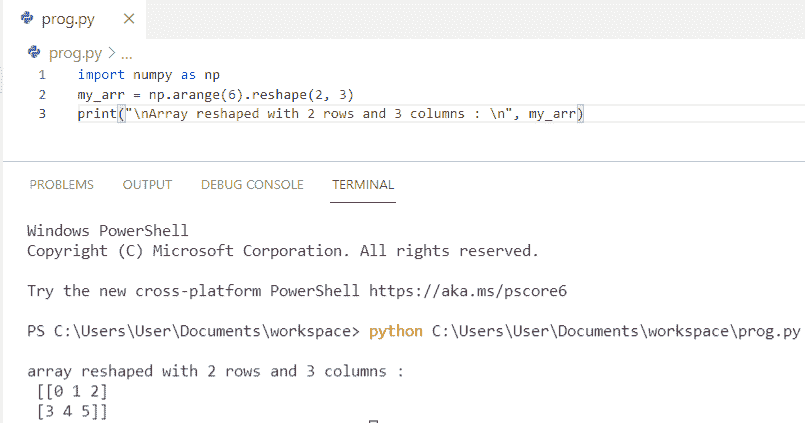 prog.py ×
prog.py > ...
1 import numpy as np
2 my_arr = np.arange(6).reshape(2, 3)
3 print("\nArray reshaped with 2 rows and 3 columns : \n", my_arr)
PROBLEMS OUTPUT DEBUG CONSOLE TERMINAL
Windows PowerShell
Copyright (C) Microsoft Corporation. All rights reserved.
Try the new cross-platform PowerShell https://aka.ms/pscore6
PS C:\Users\User\Documents\workspace> python C:\Users\User\Documents\workspace\prog.py
array reshaped with 2 rows and 3 columns :
[[0 1 2]
[3 4 5]]